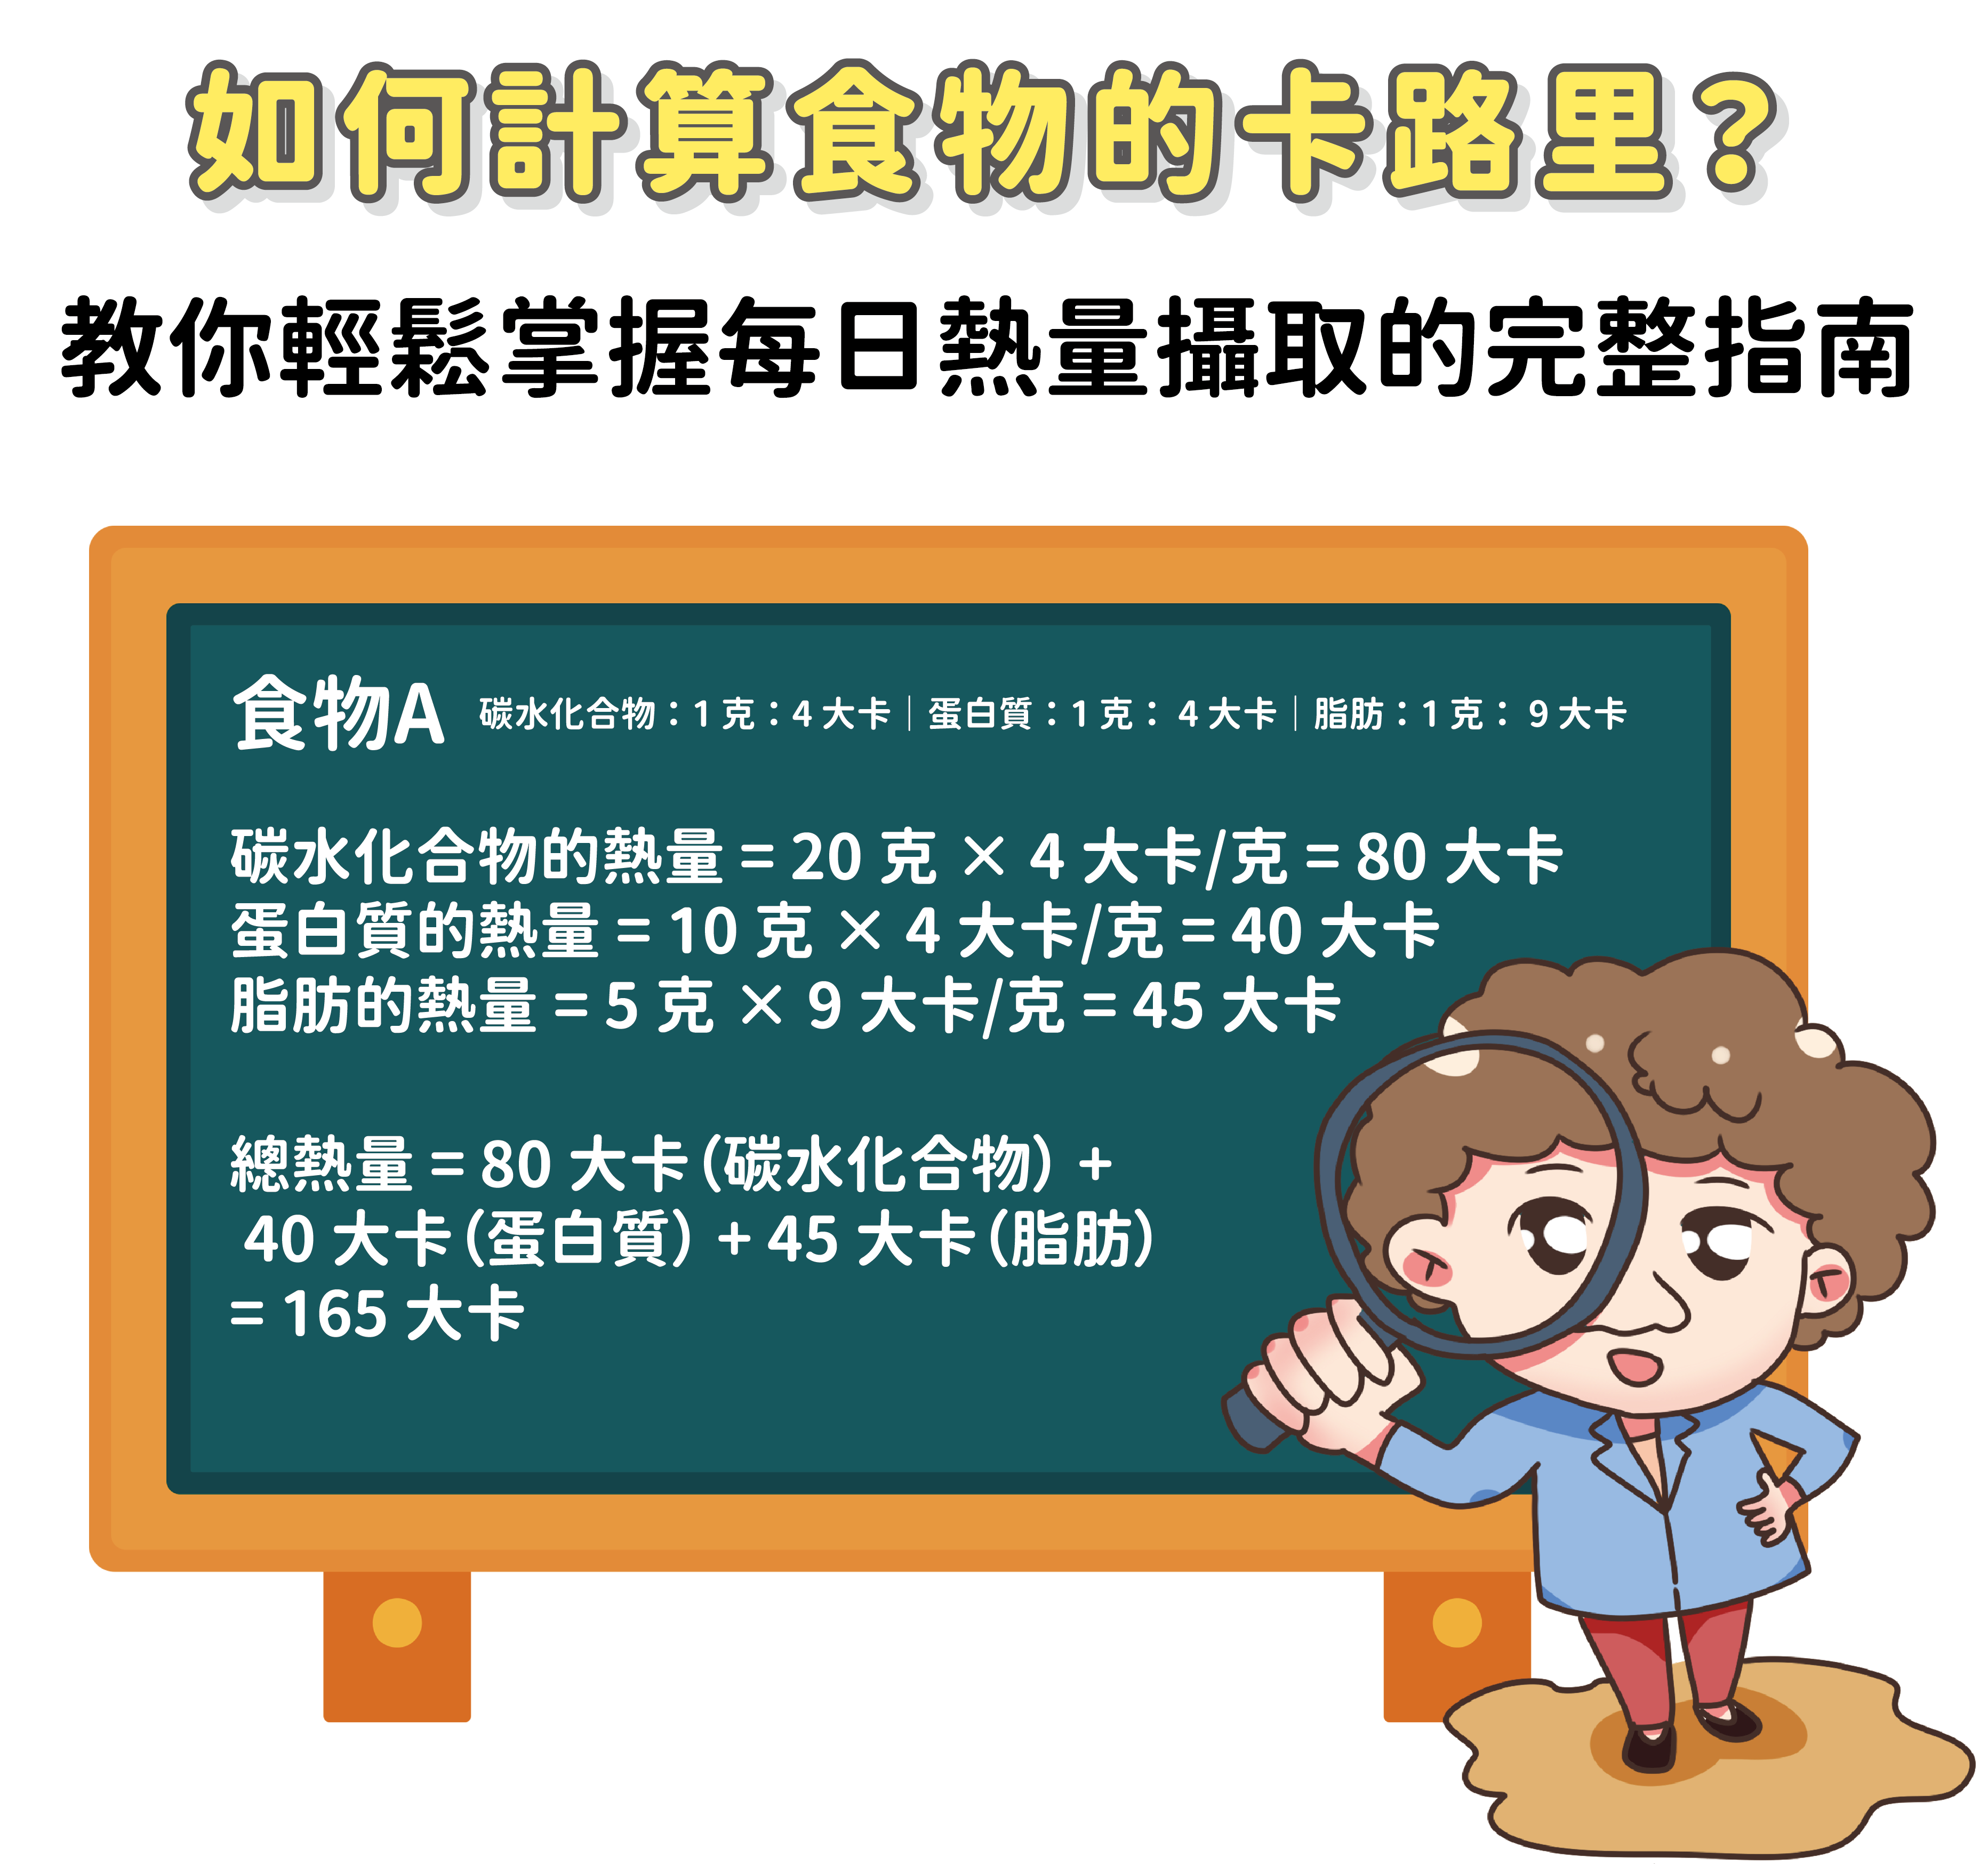 如何計算食物的卡路里?
教你輕鬆掌握每日熱量攝取的完整指南
食物A 碳水化合物：1 克：4 大卡｜蛋白質：1 克： 4 大卡｜脂肪：1 克： 9 大卡
碳水化合物的熱量 = 20 克 × 4 大卡/克 = 80 大卡
蛋白質的熱量 = 10 克 × 4 大卡/克 = 40 大卡
脂肪的熱量 = 5 克 × 9 大卡/克 = 45 大卡
總熱量 = 80 大卡 (碳水化合物) +
40 大卡 (蛋白質) + 45 大卡 (脂肪)
= 165 大卡